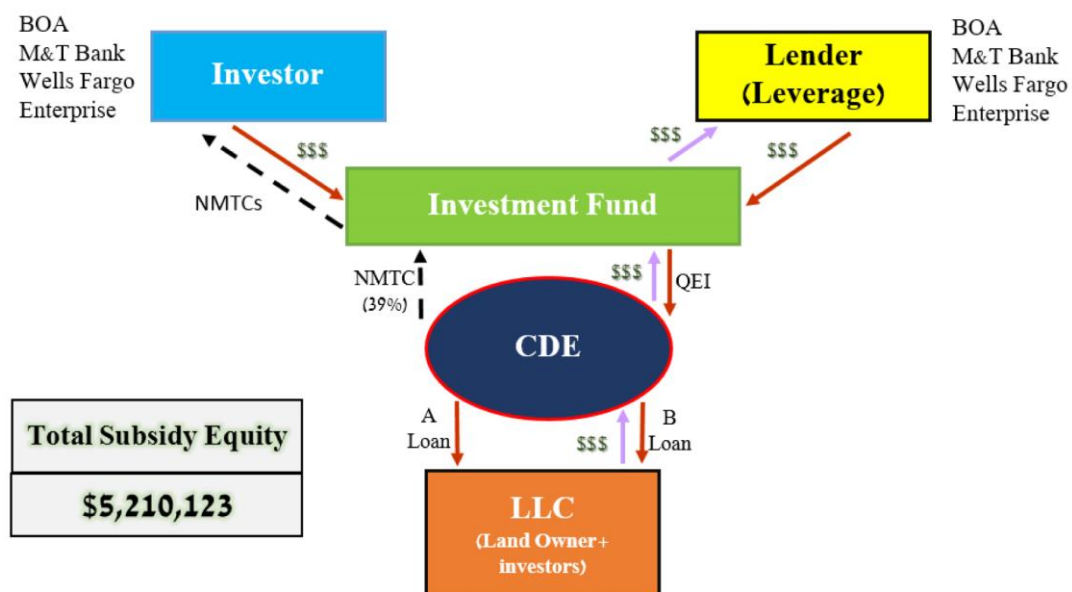 BOA
M&T Bank
Wells Fargo
Enterprise
Investor
Lender
(Leverage)
BOA
M&T Bank
Wells Fargo
Enterprise
$$$
$$$
$$$
NMTCs
Investment Fund
NMTC
(39%)
$$$
QEI
CDE
A
Loan
$$$
B
Loan
Total Subsidy Equity
$5,210,123
LLC
(Land Owner+
investors)